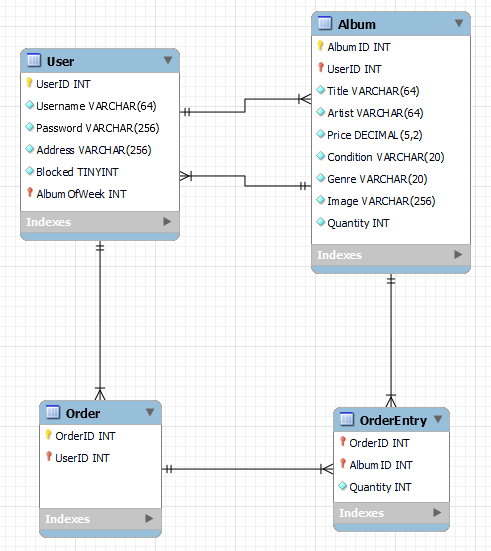 User
UserID INT
Username VARCHAR(64)
Password VARCHAR(256)
Address VARCHAR(256)
Blocked TINYINT
AlbumOfWeek INT
Indexes
Album
AlbumID INT
UserID INT
Title VARCHAR(64)
Artist VARCHAR(64)
Price DECIMAL(5,2)
Condition VARCHAR(20)
Genre VARCHAR(20)
Image VARCHAR(256)
Quantity INT
Indexes
Order
OrderID INT
UserID INT
Indexes
OrderEntry
OrderID INT
AlbumID INT
Quantity INT
Indexes